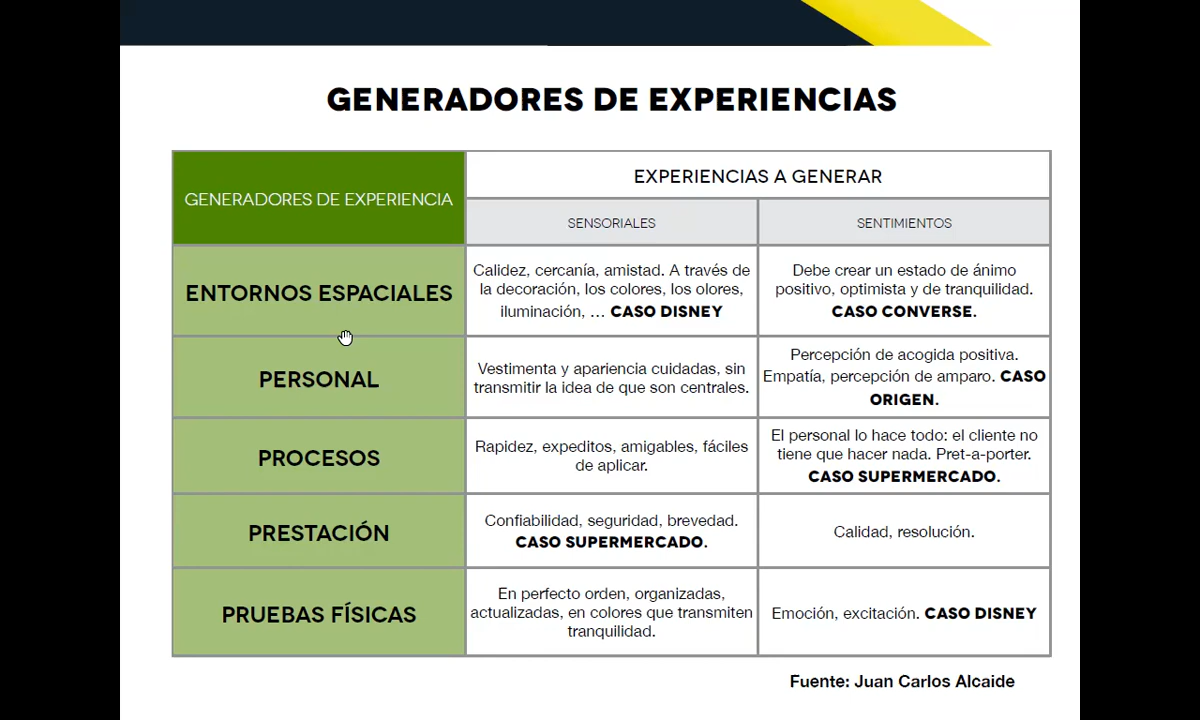 GENERADORES DE EXPERIENCIAS
GENERADORES DE EXPERIENCIA
EXPERIENCIAS A GENERAR
SENSORIALES
SENTIMIENTOS
ENTORNOS ESPACIALES
Calidez, cercanía, amistad. A través de
la decoración, los colores, los olores,
iluminación, … CASO DISNEY
Debe crear un estado de ánimo
positivo, optimista y de tranquilidad.
CASO CONVERSE.
PERSONAL
Vestimenta y apariencia cuidadas, sin
transmitir la idea de que son centrales.
Percepción de acogida positiva.
Empatía, percepción de amparo. CASO
ORIGEN.
PROCESOS
Rapidez, expeditos, amigables, fáciles
de aplicar.
El personal lo hace todo: el cliente no
tiene que hacer nada. Pret-a-porter.
CASO SUPERMERCADO.
PRESTACIÓN
Confiabilidad, seguridad, brevedad.
CASO SUPERMERCADO.
Calidad, resolución.
PRUEBAS FÍSICAS
En perfecto orden, organizadas,
actualizadas, en colores que transmiten
tranquilidad.
Emoción, excitación. CASO DISNEY
Fuente: Juan Carlos Alcaide